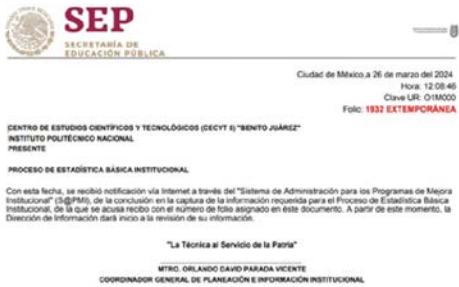 SEP
SECRETARÍA DE
EDUCACIÓN PÚBLICA
Ciudad de México,a 26 de marzo del 2024
Hora: 12:08:46
Clave UR: O1M000
Folio: 1932 EXTEMPORÁNEA
CENTRO DE ESTUDIOS CIENTÍFICOS Y TECNOLÓGICOS (CECYT 5) "BENITO JUÁREZ"
INSTITUTO POLITÉCNICO NACIONAL
PRESENTE
PROCESO DE ESTADÍSTICA BÁSICA INSTITUCIONAL
Con esta fecha, se recibió notificación vía Internet a través del "Sistema de Administración para los Programas de Mejora
Institucional" (S@PMI), de la conclusión en la captura de la información requerida para el Proceso de Estadística Básica
Institucional, de la que se acusa recibo con el número de folio asignado en éste documento. A partir de este momento, la
Dirección de Información dará inicio a la revisión de su información.
"La Técnica al Servicio de la Patria"
MTRO. ORLANDO DAVID PARADA VICENTE
COORDINADOR GENERAL DE PLANEACIÓN E INFORMACIÓN INSTITUCIONAL